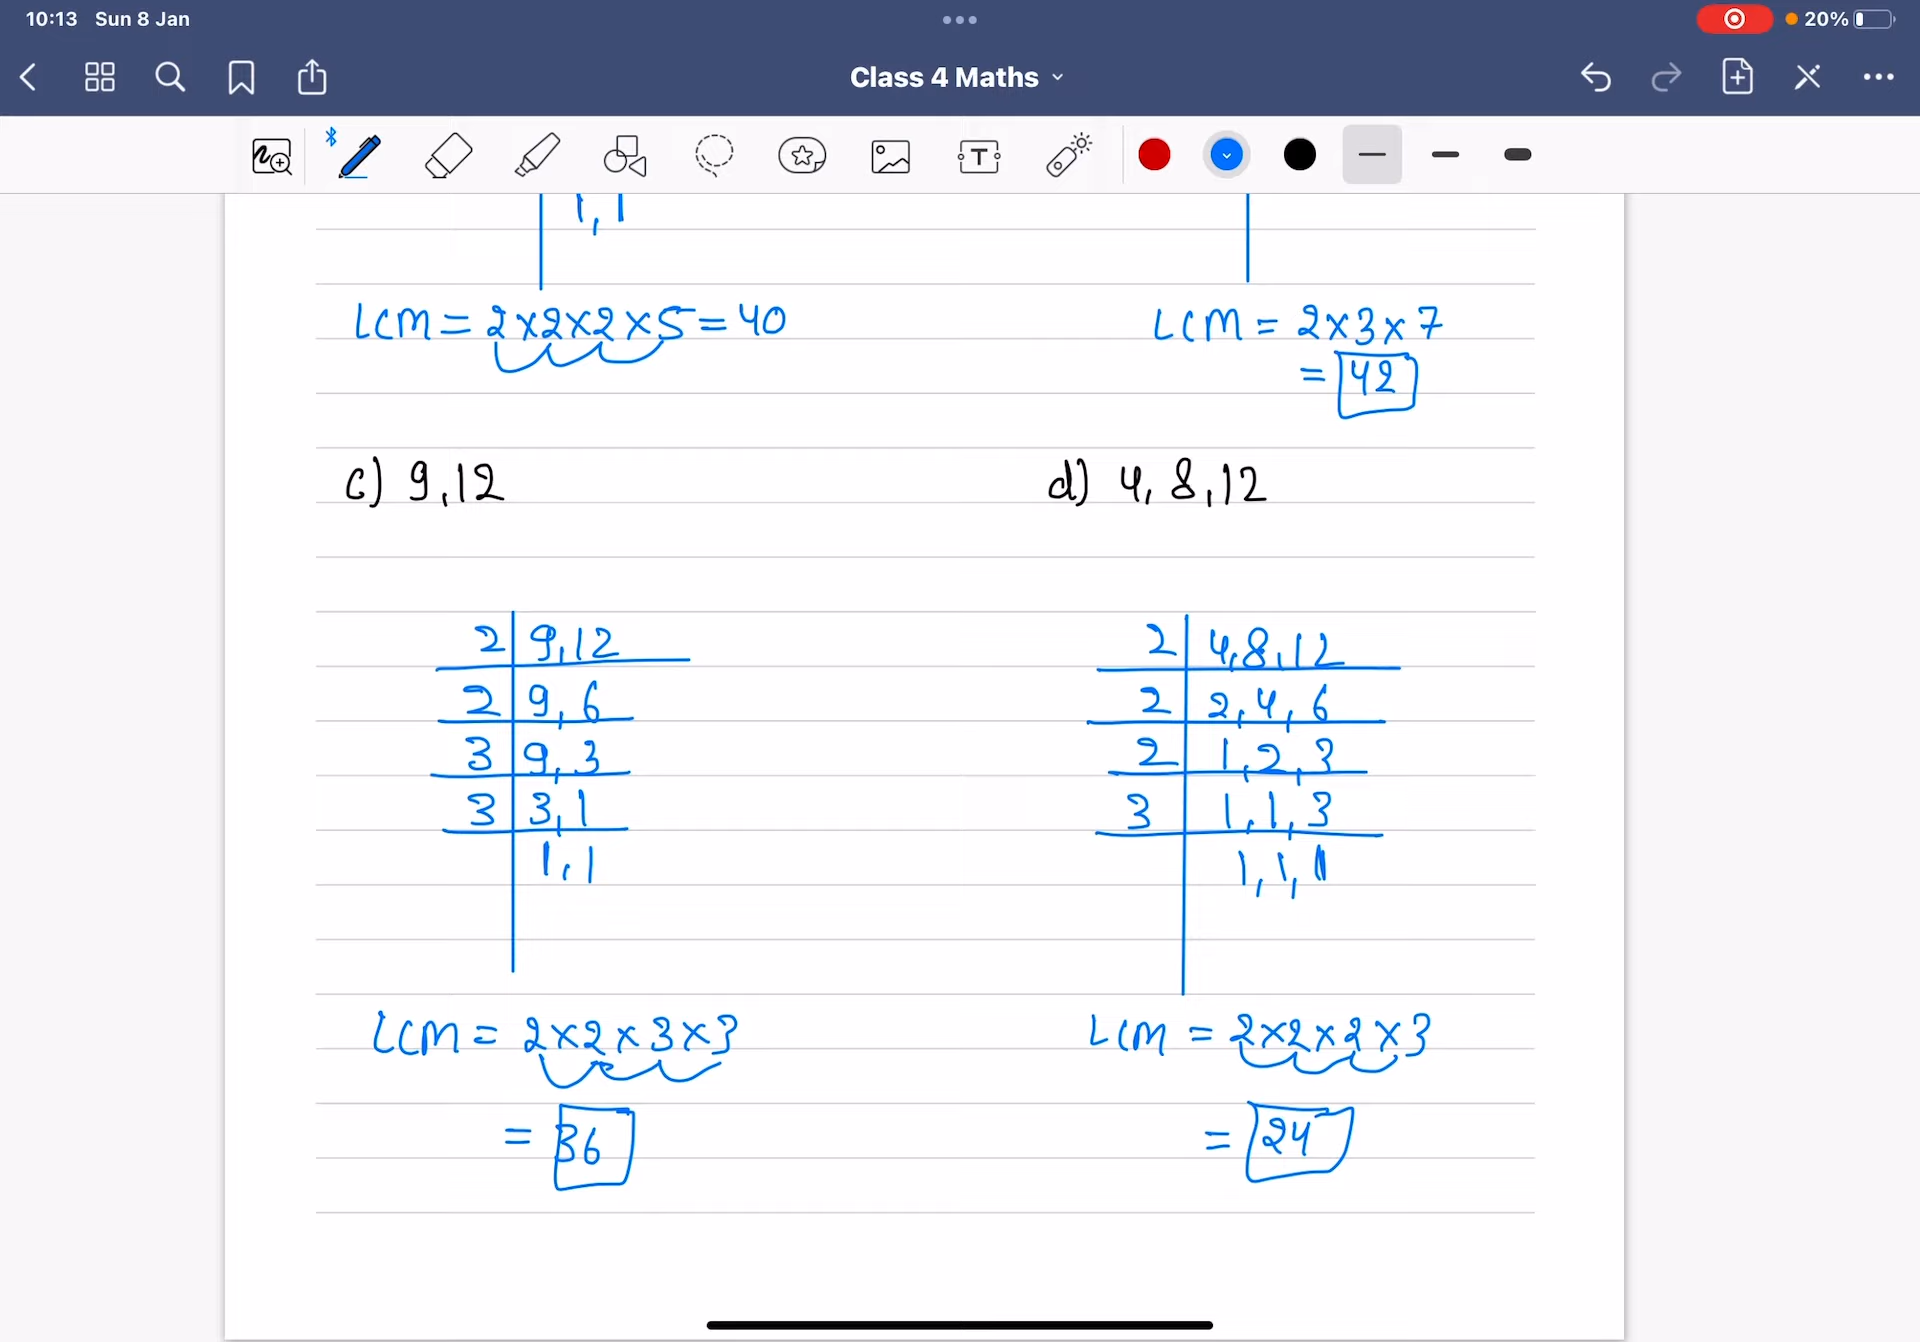 10:13 Sun 8 Jan
20%
Class 4 Maths
T
1, 1
LCM = 2×2×2×5 = 40
LCM = 2×3×7
= 42
c) 9,12
d) 4, 8, 12
2 9,12
2 9, 6
3 9, 3
3 3, 1
1, 1
LCM = 2×2×3×3
= 36
2 4,8,12
2 2,4,6
2 1,2,3
3 1,1,3
1,1,1
LCM = 2×2×2×3
= 24